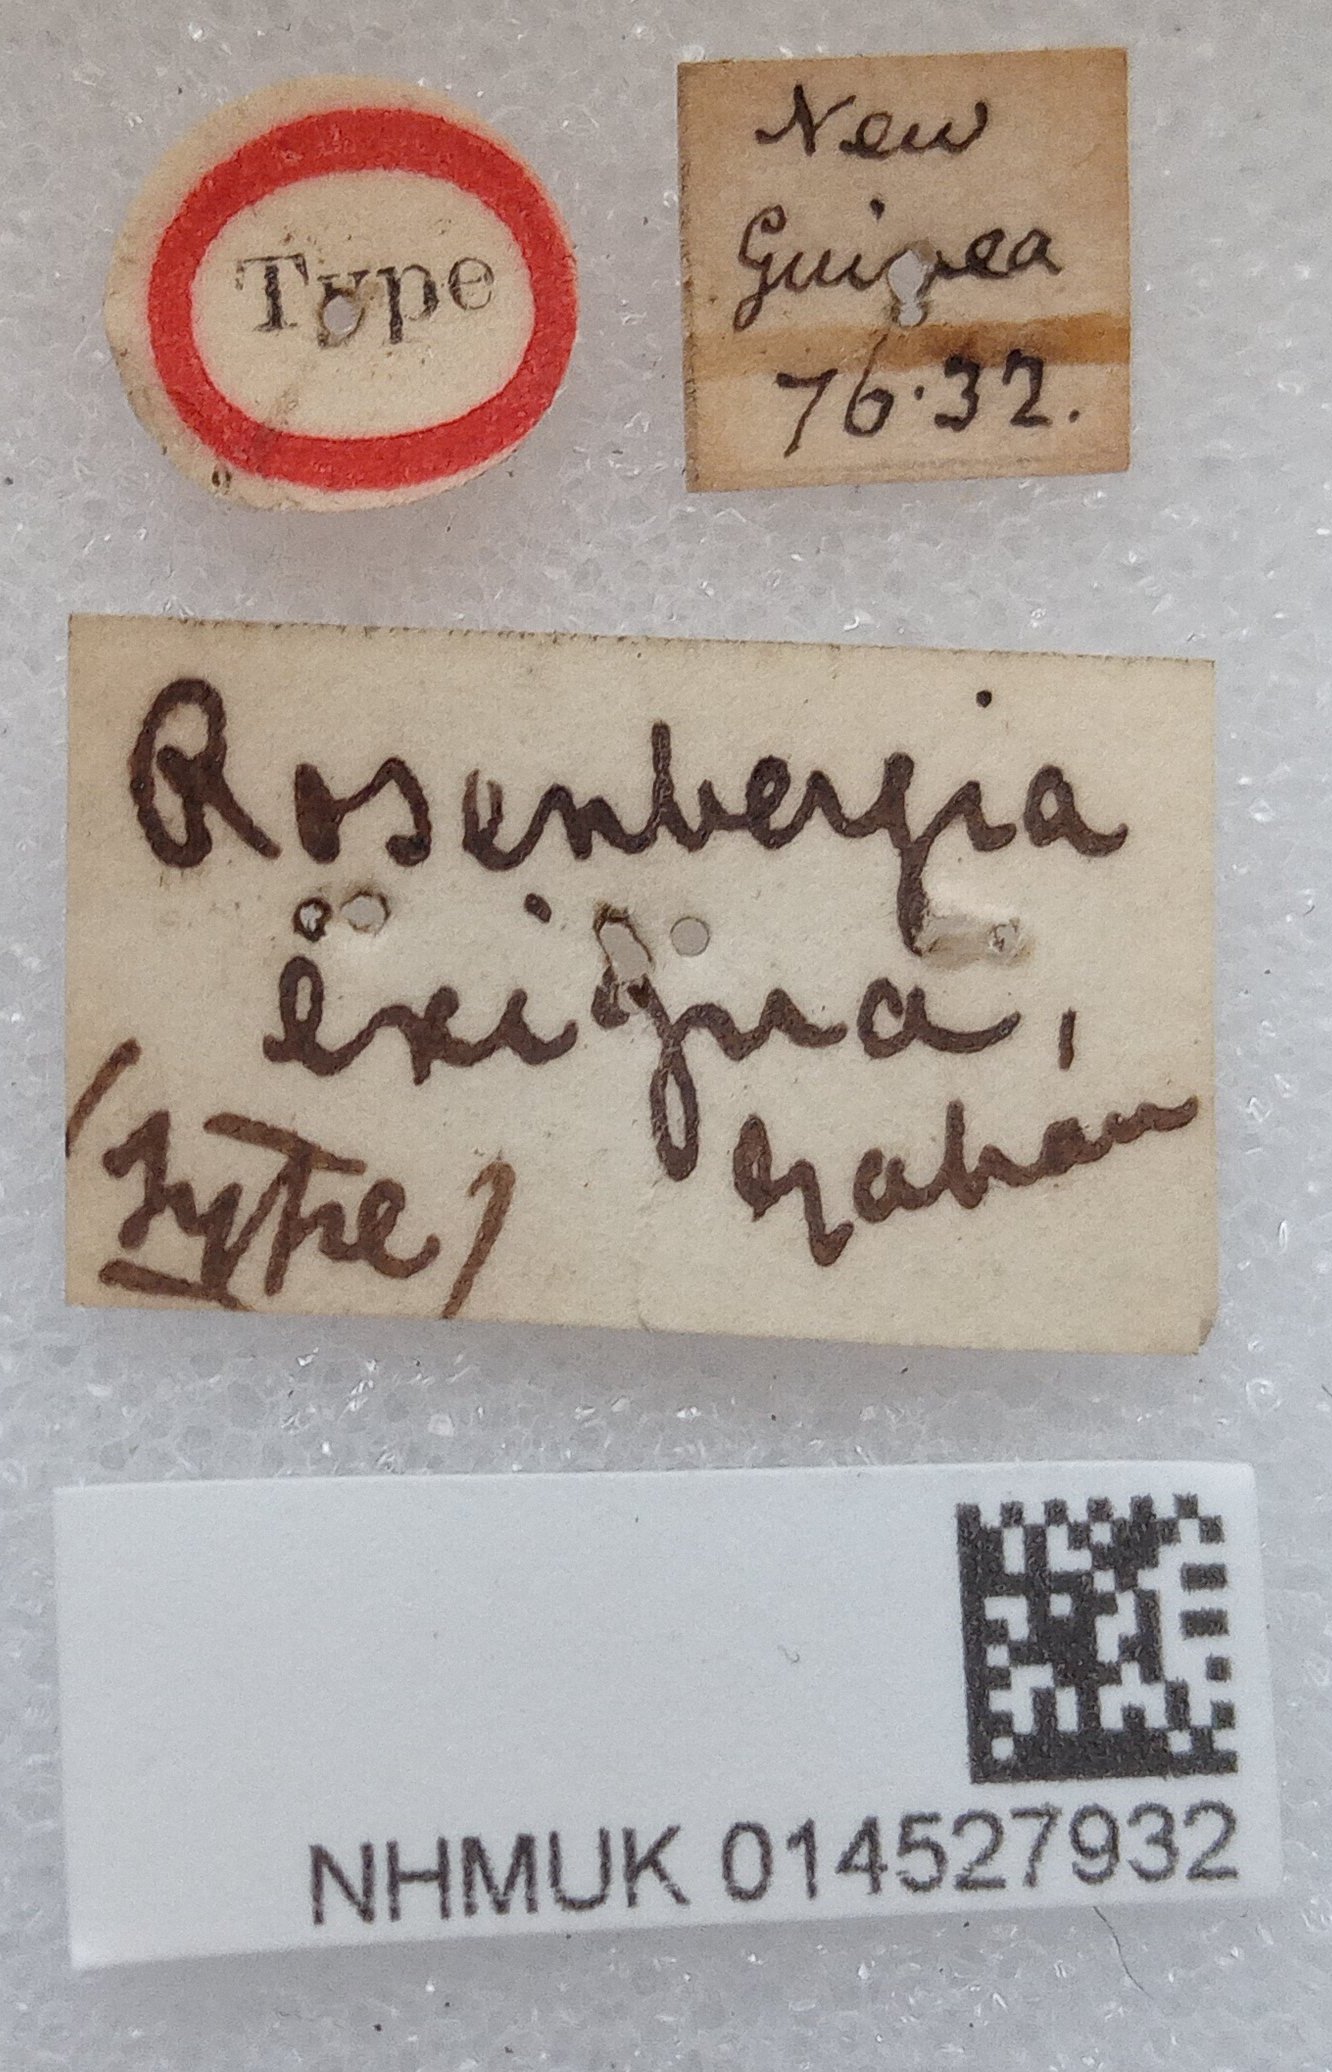 Type
New
Guinea
76·32.
Rosenbergia
exigua,
Gahan
(Type)
NHMUK 014527932